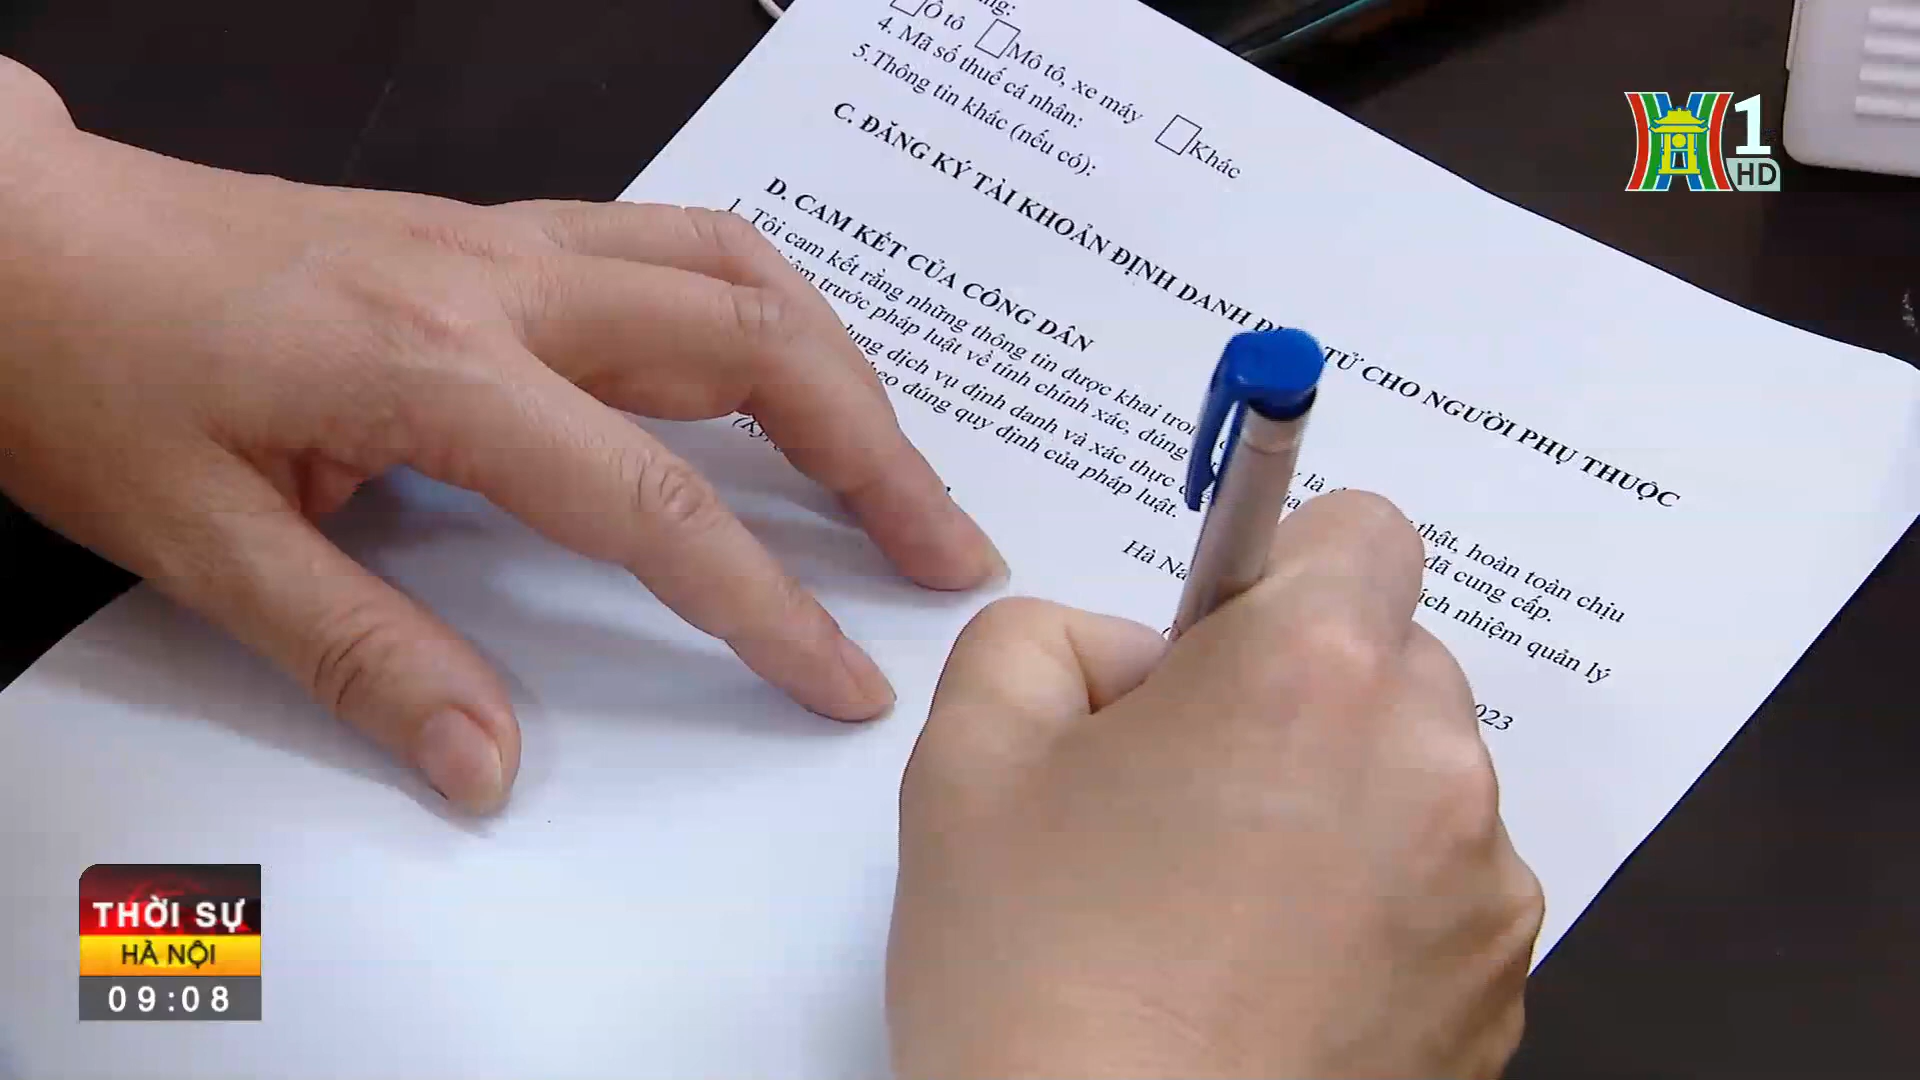 Ô tô Mô tô, xe máy Khác
4. Mã số thuế cá nhân:
5. Thông tin khác (nếu có):
C. ĐĂNG KÝ TÀI KHOẢN ĐỊNH DANH TỬ CHO NGƯỜI PHỤ THUỘC
D. CAM KẾT CỦA CÔNG DÂN
1. Tôi cam kết rằng những thông tin được khai là thật, hoàn toàn chịu
trước pháp luật về tính chính xác, đúng đã cung cấp.
dịch vụ định danh và xác thực nhiệm quản lý
đúng quy định của pháp luật.
Hà
1
HD
THỜI SỰ
HÀ NỘI
09:08